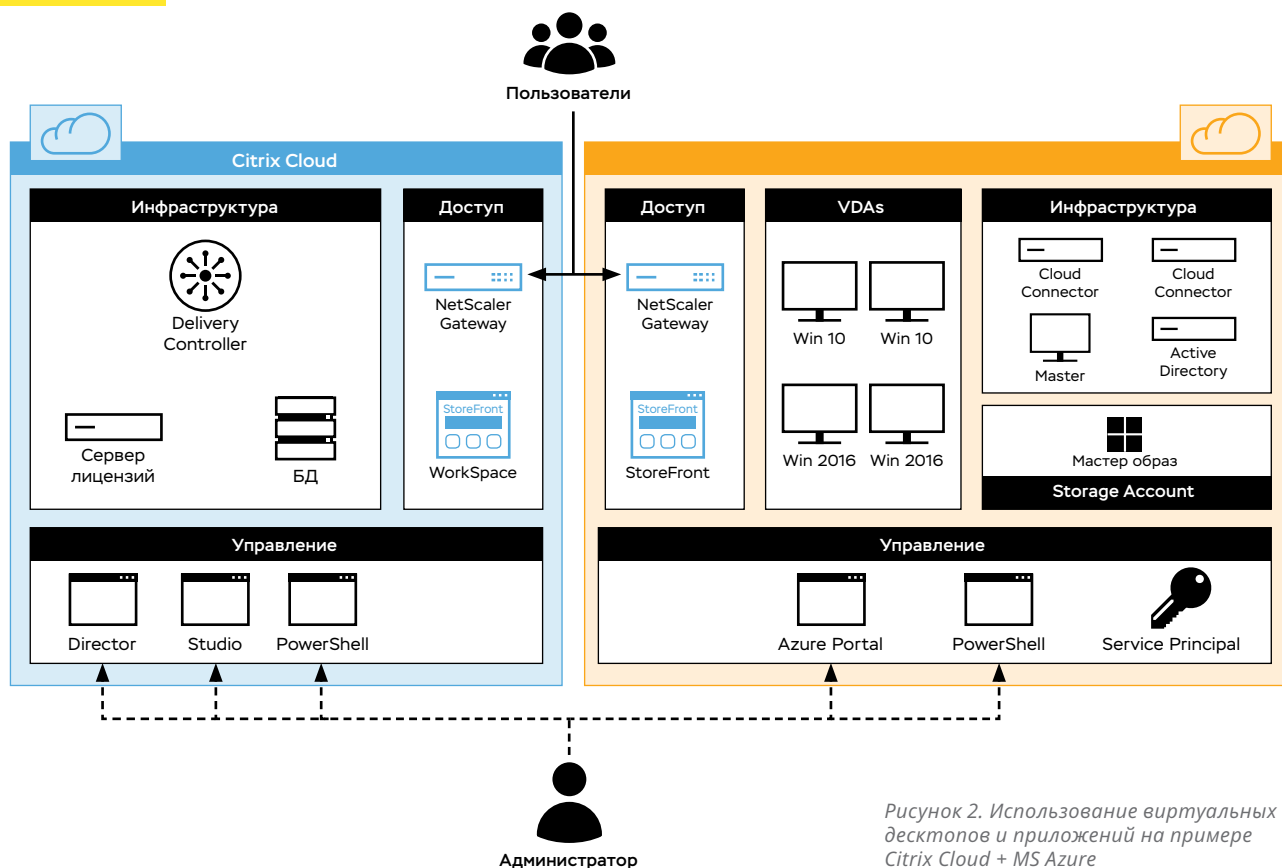 Пользователи
Citrix Cloud
Инфраструктура
Delivery
Controller
Сервер
лицензий
БД
Доступ
NetScaler
Gateway
StoreFront
WorkSpace
Управление
Director
Studio
PowerShell
Доступ
NetScaler
Gateway
StoreFront
StoreFront
VDAs
Win 10
Win 10
Win 2016
Win 2016
Инфраструктура
Cloud
Connector
Cloud
Connector
Master
Active
Directory
Мастер образ
Storage Account
Управление
Azure Portal
PowerShell
Service Principal
Администратор
Рисунок 2. Использование виртуальных
десктопов и приложений на примере
Citrix Cloud + MS Azure